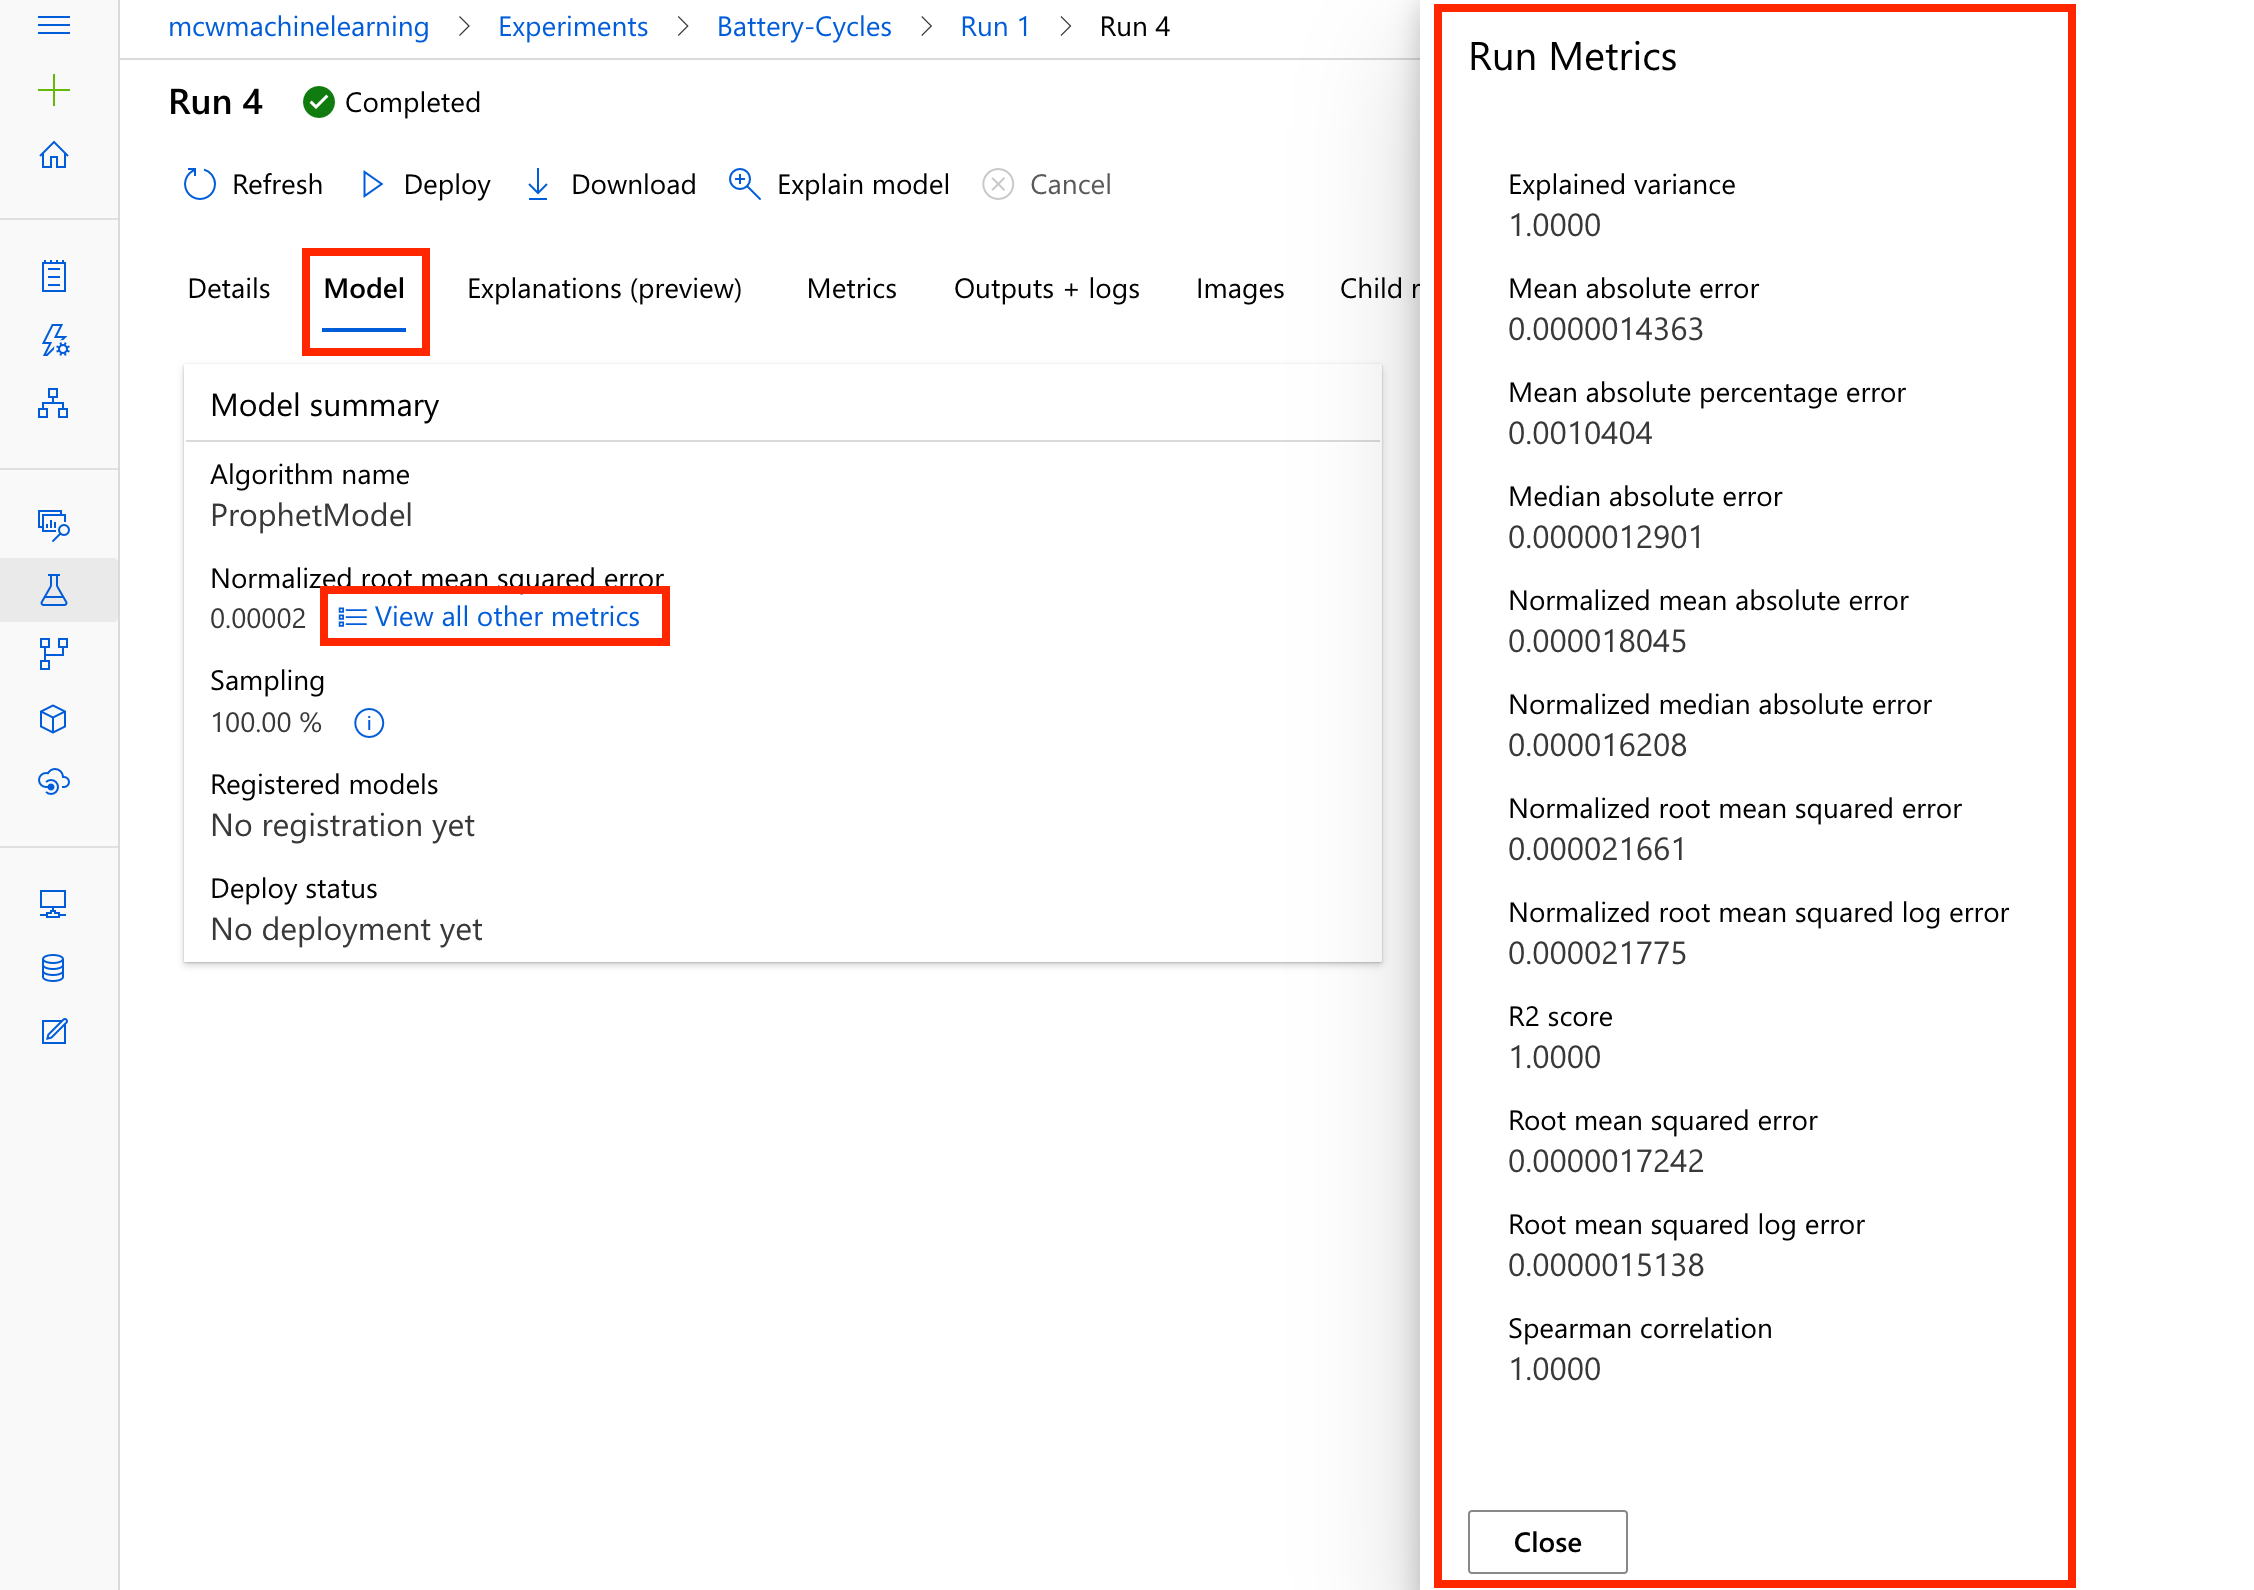 mcwmachinelearning > Experiments > Battery-Cycles > Run 1 > Run 4
Run 4 Completed
Refresh Deploy Download Explain model Cancel
Details Model Explanations (preview) Metrics Outputs + logs Images Child r
Model summary
Algorithm name
ProphetModel
Normalized root mean squared error
0.00002 View all other metrics
Sampling
100.00 %
Registered models
No registration yet
Deploy status
No deployment yet
Run Metrics
Explained variance
1.0000
Mean absolute error
0.0000014363
Mean absolute percentage error
0.0010404
Median absolute error
0.0000012901
Normalized mean absolute error
0.000018045
Normalized median absolute error
0.000016208
Normalized root mean squared error
0.000021661
Normalized root mean squared log error
0.000021775
R2 score
1.0000
Root mean squared error
0.0000017242
Root mean squared log error
0.0000015138
Spearman correlation
1.0000
Close